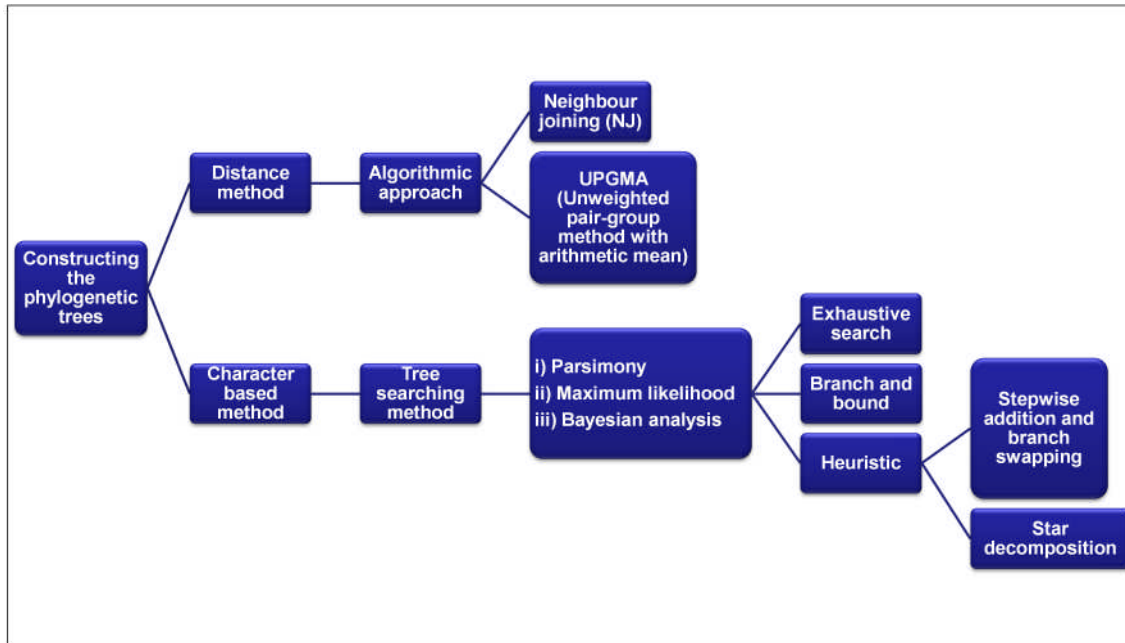 Constructing
the
phylogenetic
trees
Distance
method
Algorithmic
approach
Neighbour
joining (NJ)
UPGMA
(Unweighted
pair-group
method with
arithmetic mean)
Character
based method
Tree
searching
method
i) Parsimony
ii) Maximum likelihood
iii) Bayesian analysis
Exhaustive
search
Branch and
bound
Heuristic
Stepwise
addition and
branch
swapping
Star
decomposition